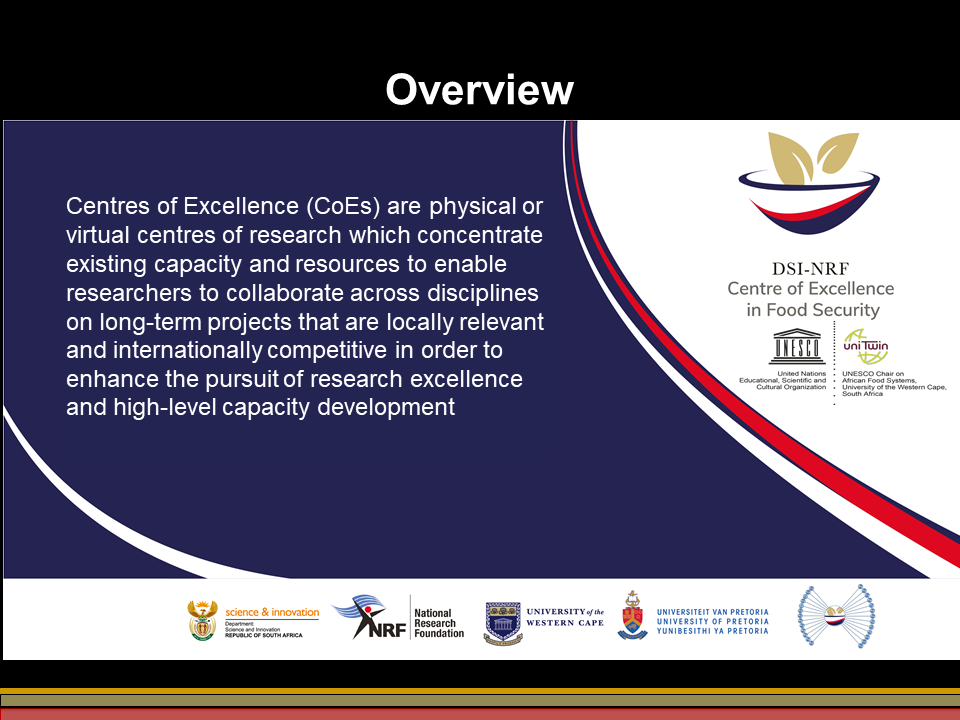 Overview
Centres of Excellence (CoEs) are physical or
virtual centres of research which concentrate
existing capacity and resources to enable
researchers to collaborate across disciplines
on long-term projects that are locally relevant
and internationally competitive in order to
enhance the pursuit of research excellence
and high-level capacity development
DSI-NRF
Centre of Excellence
in Food Security
UNESCO
United Nations
Educational, Scientific and
Cultural Organization
uniTwin
UNESCO Chair on
African Food Systems,
University of the Western Cape,
South Africa
science & innovation
Department:
Science and Innovation
REPUBLIC OF SOUTH AFRICA
NRF
National
Research
Foundation
UNIVERSITY of the
WESTERN CAPE
UNIVERSITEIT VAN PRETORIA
UNIVERSITY OF PRETORIA
YUNIBESITHI YA PRETORIA